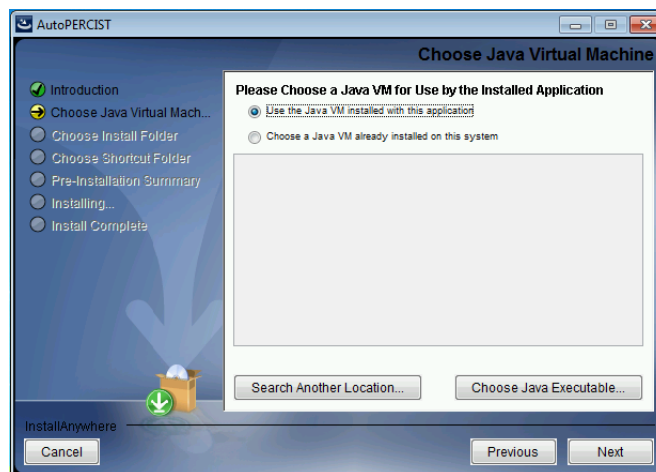 AutoPERCIST
Choose Java Virtual Machine
Introduction
Choose Java Virtual Mach...
Choose Install Folder
Choose Shortcut Folder
Pre-Installation Summary
Installing...
Install Complete
Please Choose a Java VM for Use by the Installed Application
Use the Java VM installed with this application
Choose a Java VM already installed on this system
Search Another Location...
Choose Java Executable...
InstallAnywhere
Cancel
Previous
Next